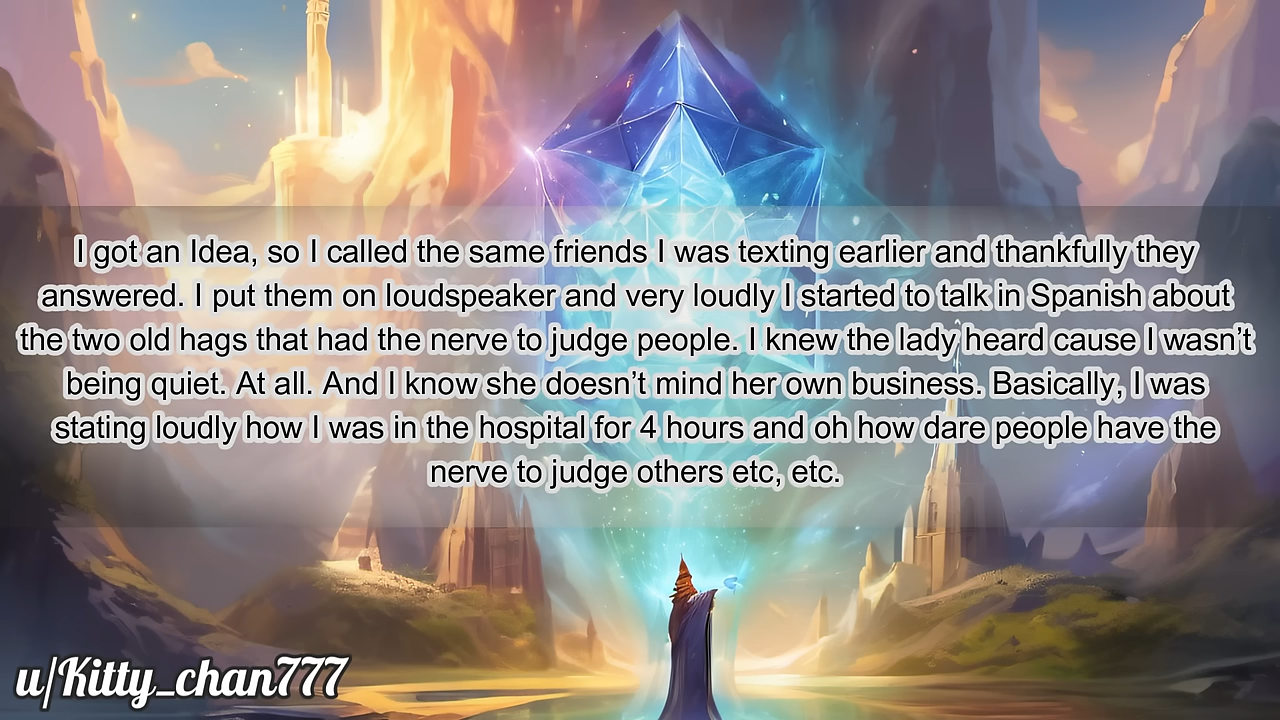 I got an Idea, so I called the same friends I was texting earlier and thankfully they
answered. I put them on loudspeaker and very loudly I started to talk in Spanish about
the two old hags that had the nerve to judge people. I knew the lady heard cause I wasn’t
being quiet. At all. And I know she doesn’t mind her own business. Basically, I was
stating loudly how I was in the hospital for 4 hours and oh how dare people have the
nerve to judge others etc, etc.
u/Kitty_chan777